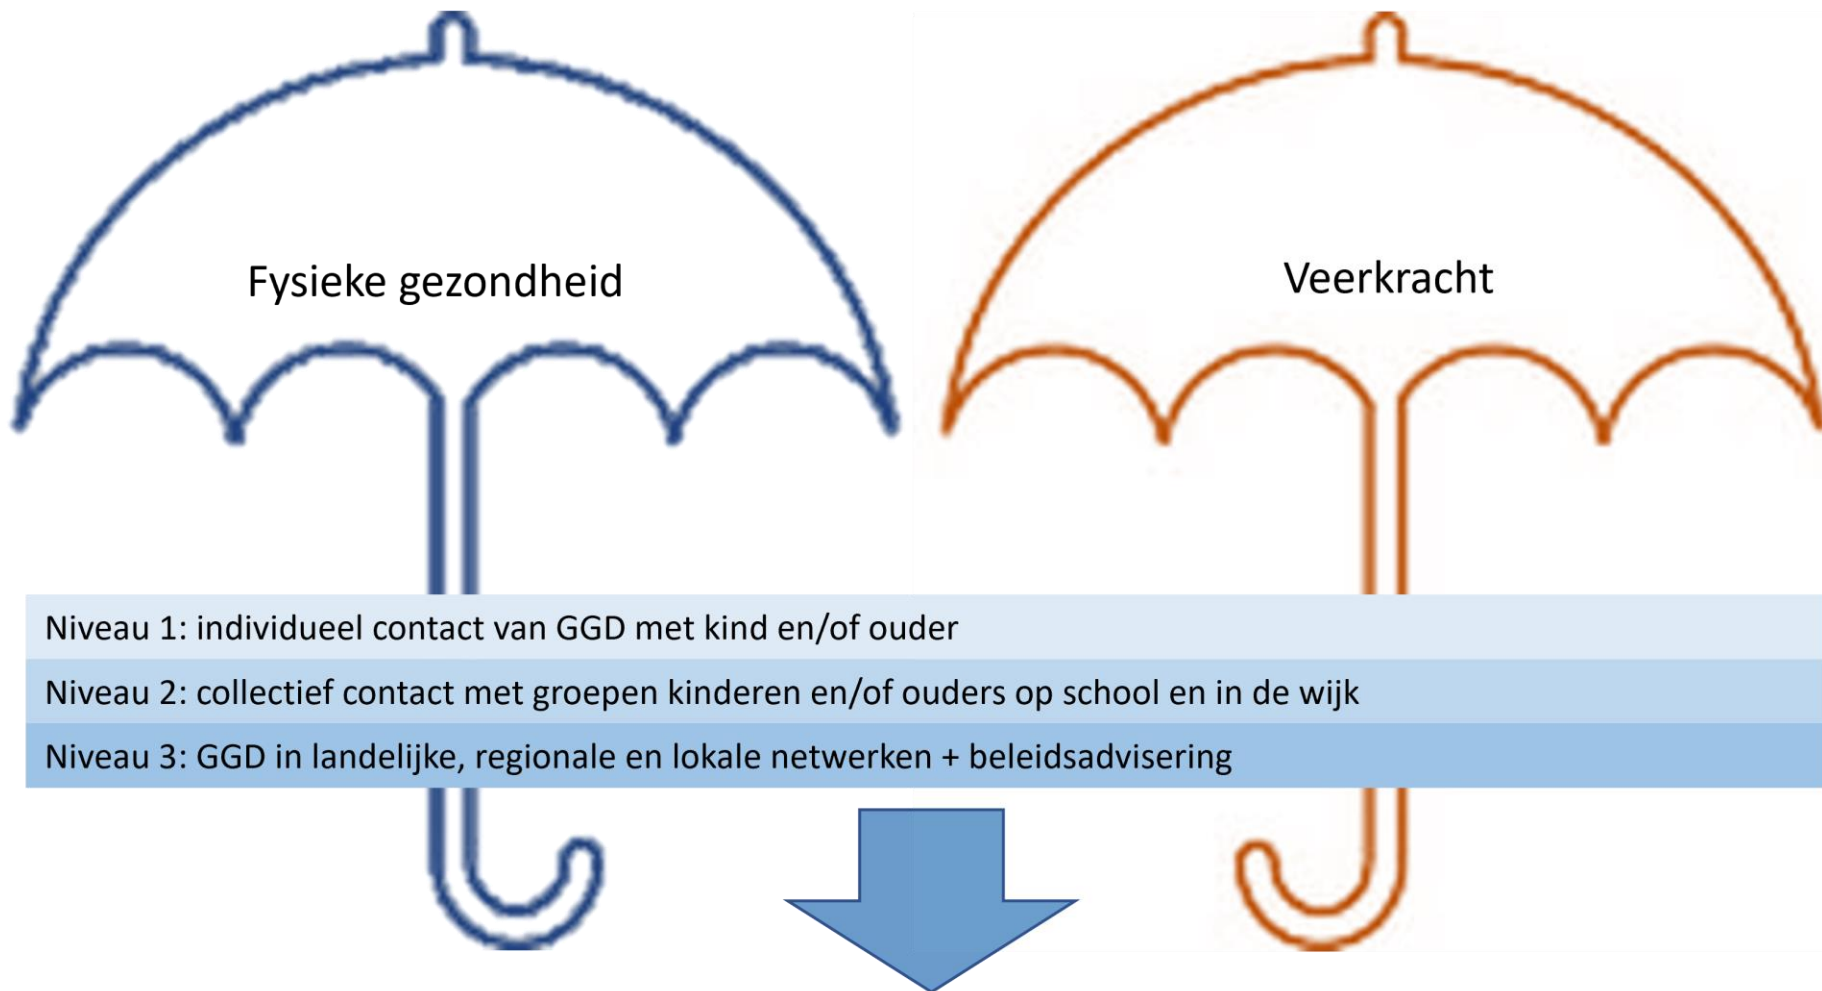 Fysieke gezondheid
Veerkracht
Niveau 1: individueel contact van GGD met kind en/of ouder
Niveau 2: collectief contact met groepen kinderen en/of ouders op school en in de wijk
Niveau 3: GGD in landelijke, regionale en lokale netwerken + beleidsadvisering